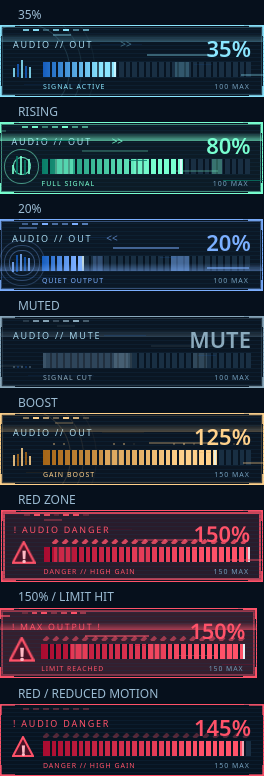 35%
AUDIO // OUT >> 35%
SIGNAL ACTIVE 100 MAX
RISING
AUDIO // OUT >> 80%
FULL SIGNAL 100 MAX
20%
AUDIO // OUT << 20%
QUIET OUTPUT 100 MAX
MUTED
AUDIO // MUTE MUTE
SIGNAL CUT 100 MAX
BOOST
AUDIO // OUT 125%
GAIN BOOST 150 MAX
RED ZONE
! AUDIO DANGER 150%
!
DANGER // HIGH GAIN 150 MAX
150% / LIMIT HIT
! MAX OUTPUT ! 150%
!
LIMIT REACHED 150 MAX
RED / REDUCED MOTION
! AUDIO DANGER 145%
!
DANGER // HIGH GAIN 150 MAX